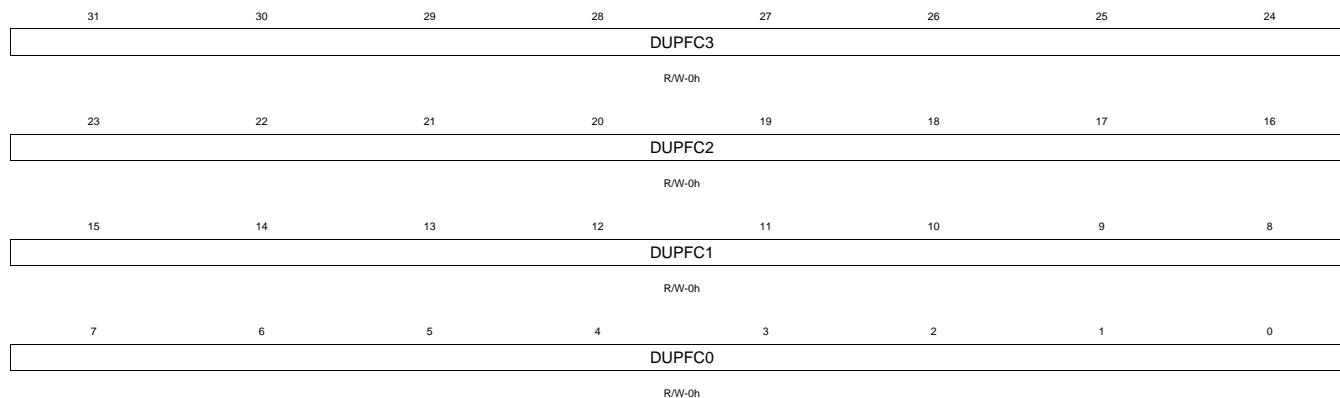 31 30 29 28 27 26 25 24
DUPFC3
R/W-0h
23 22 21 20 19 18 17 16
DUPFC2
R/W-0h
15 14 13 12 11 10 9 8
DUPFC1
R/W-0h
7 6 5 4 3 2 1 0
DUPFC0
R/W-0h